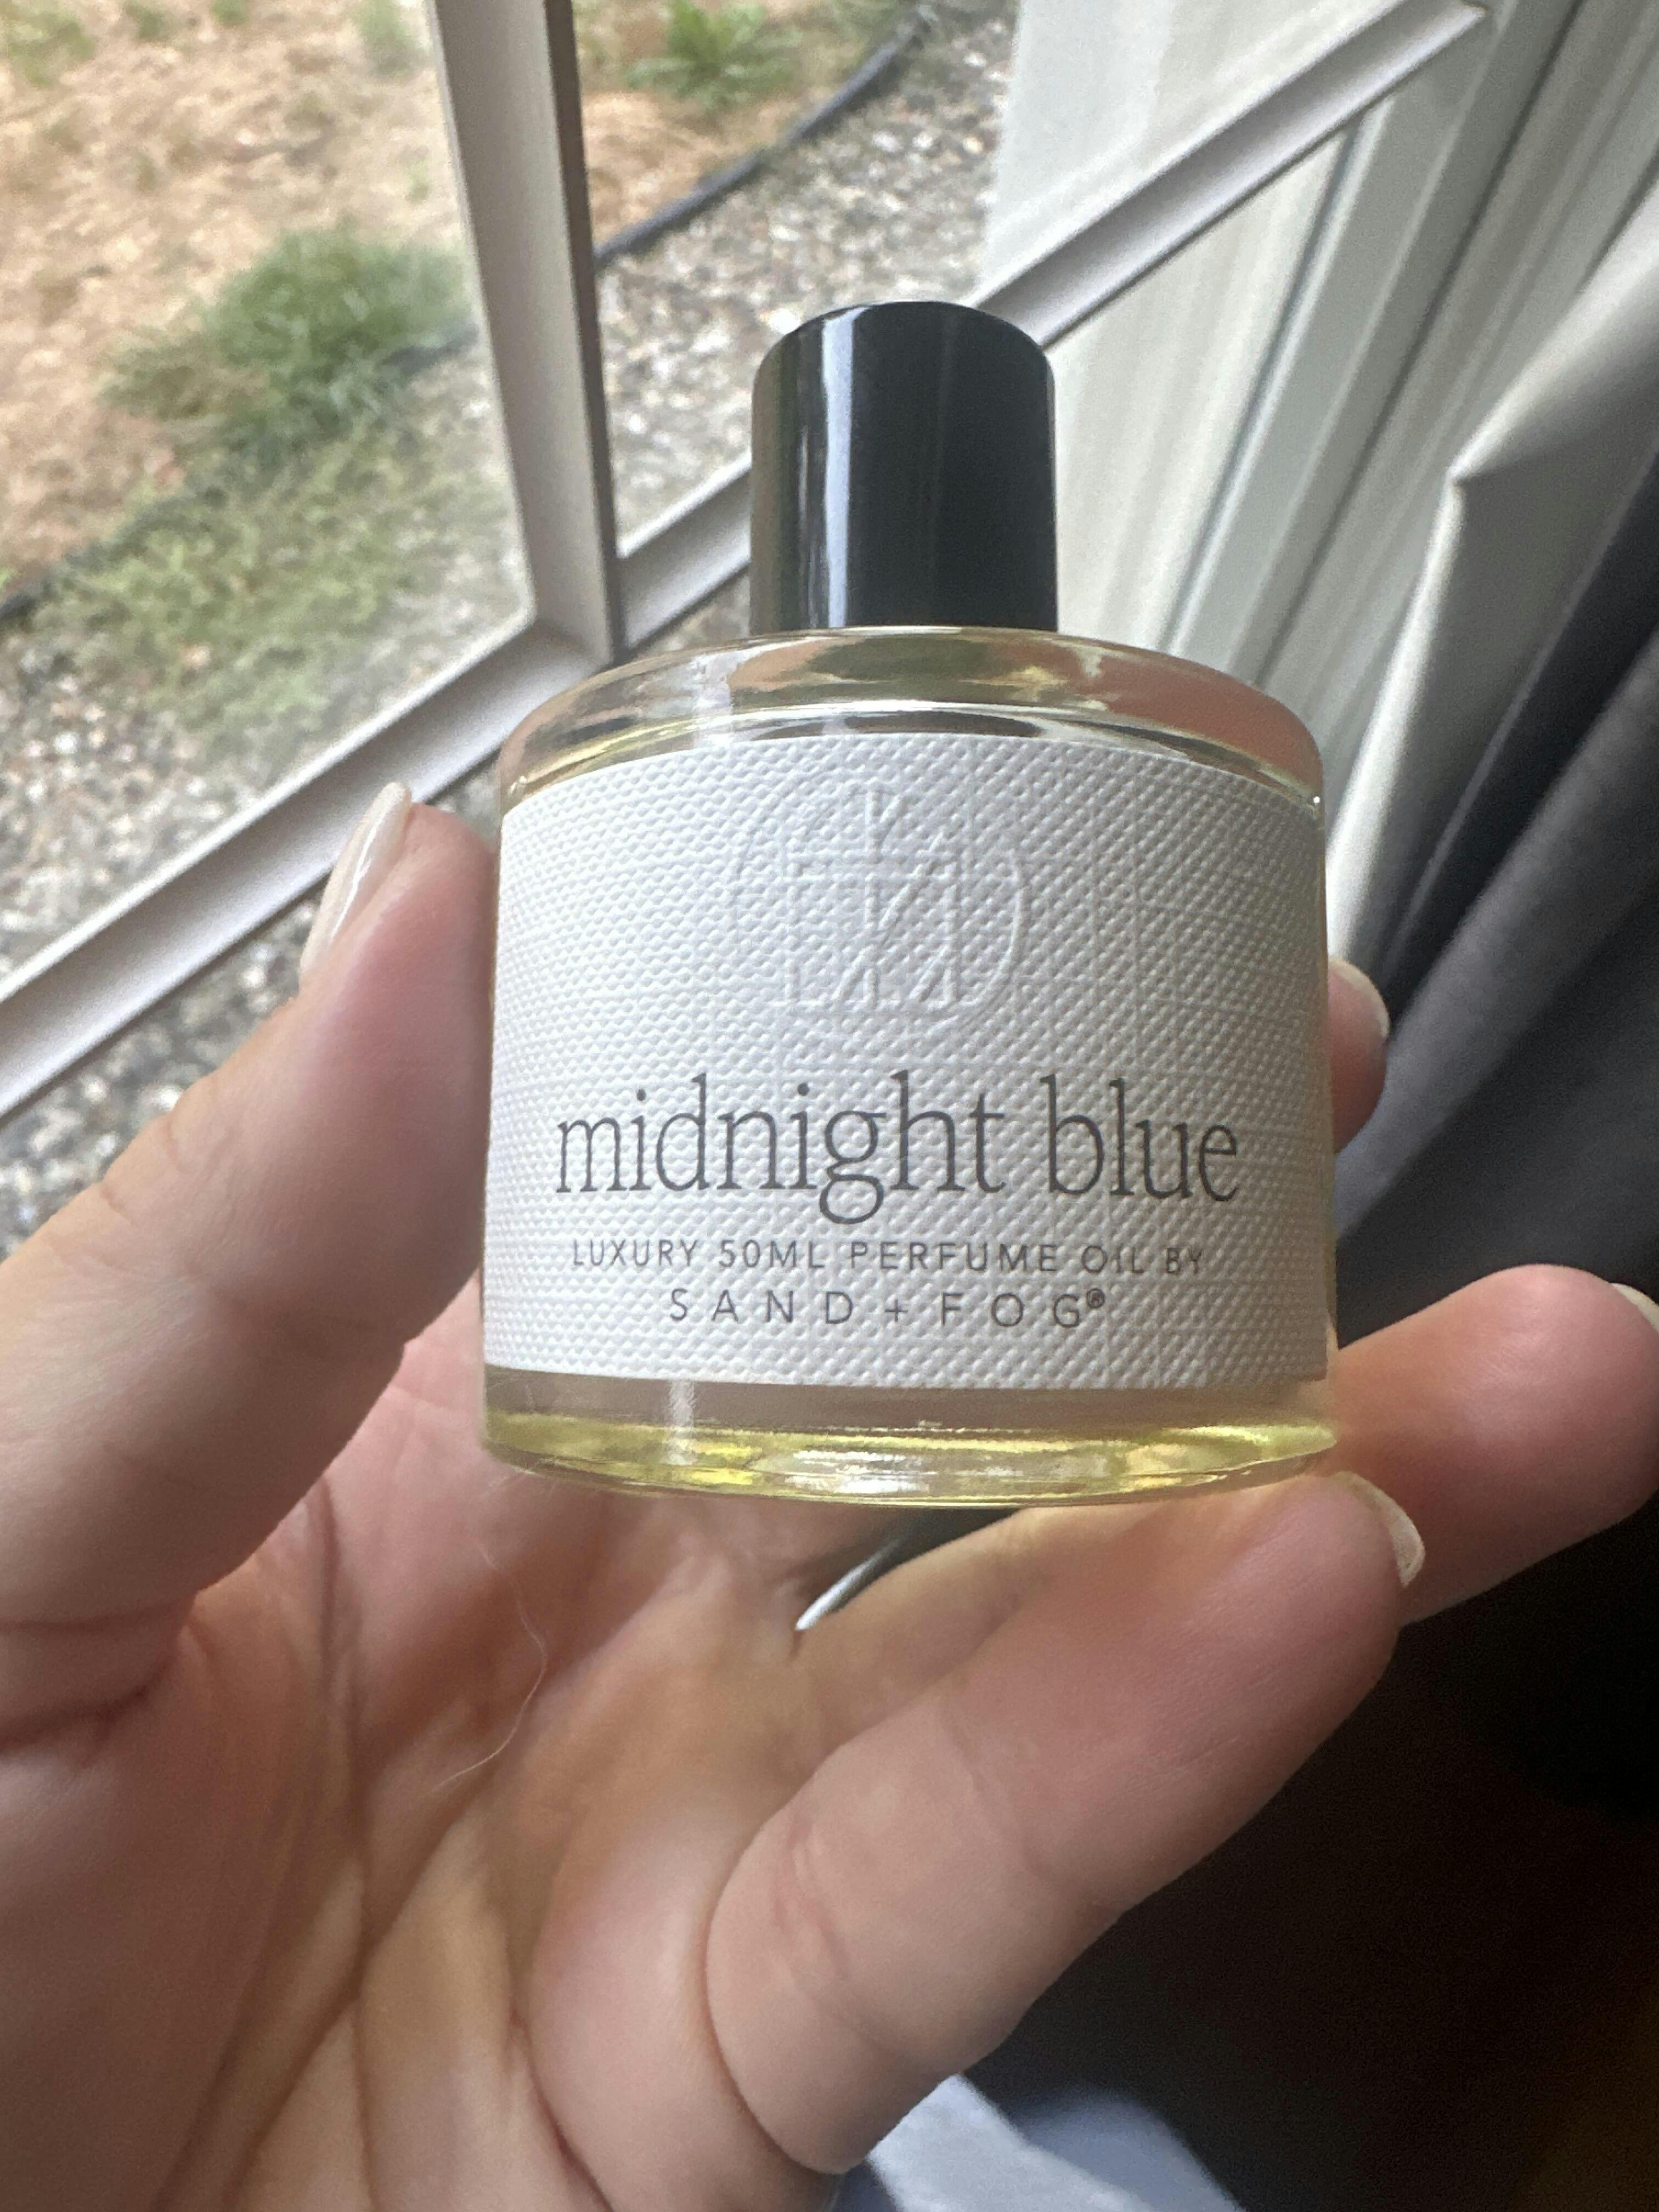 midnight blue
LUXURY 50ML PERFUME OIL BY
SAND + FOG®